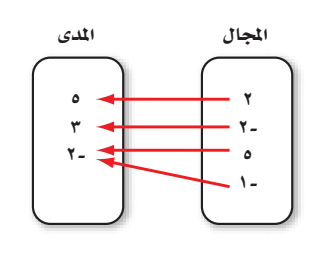 المجال المدى
٢ ٥
-٢ ٣
٥ -٢
-١